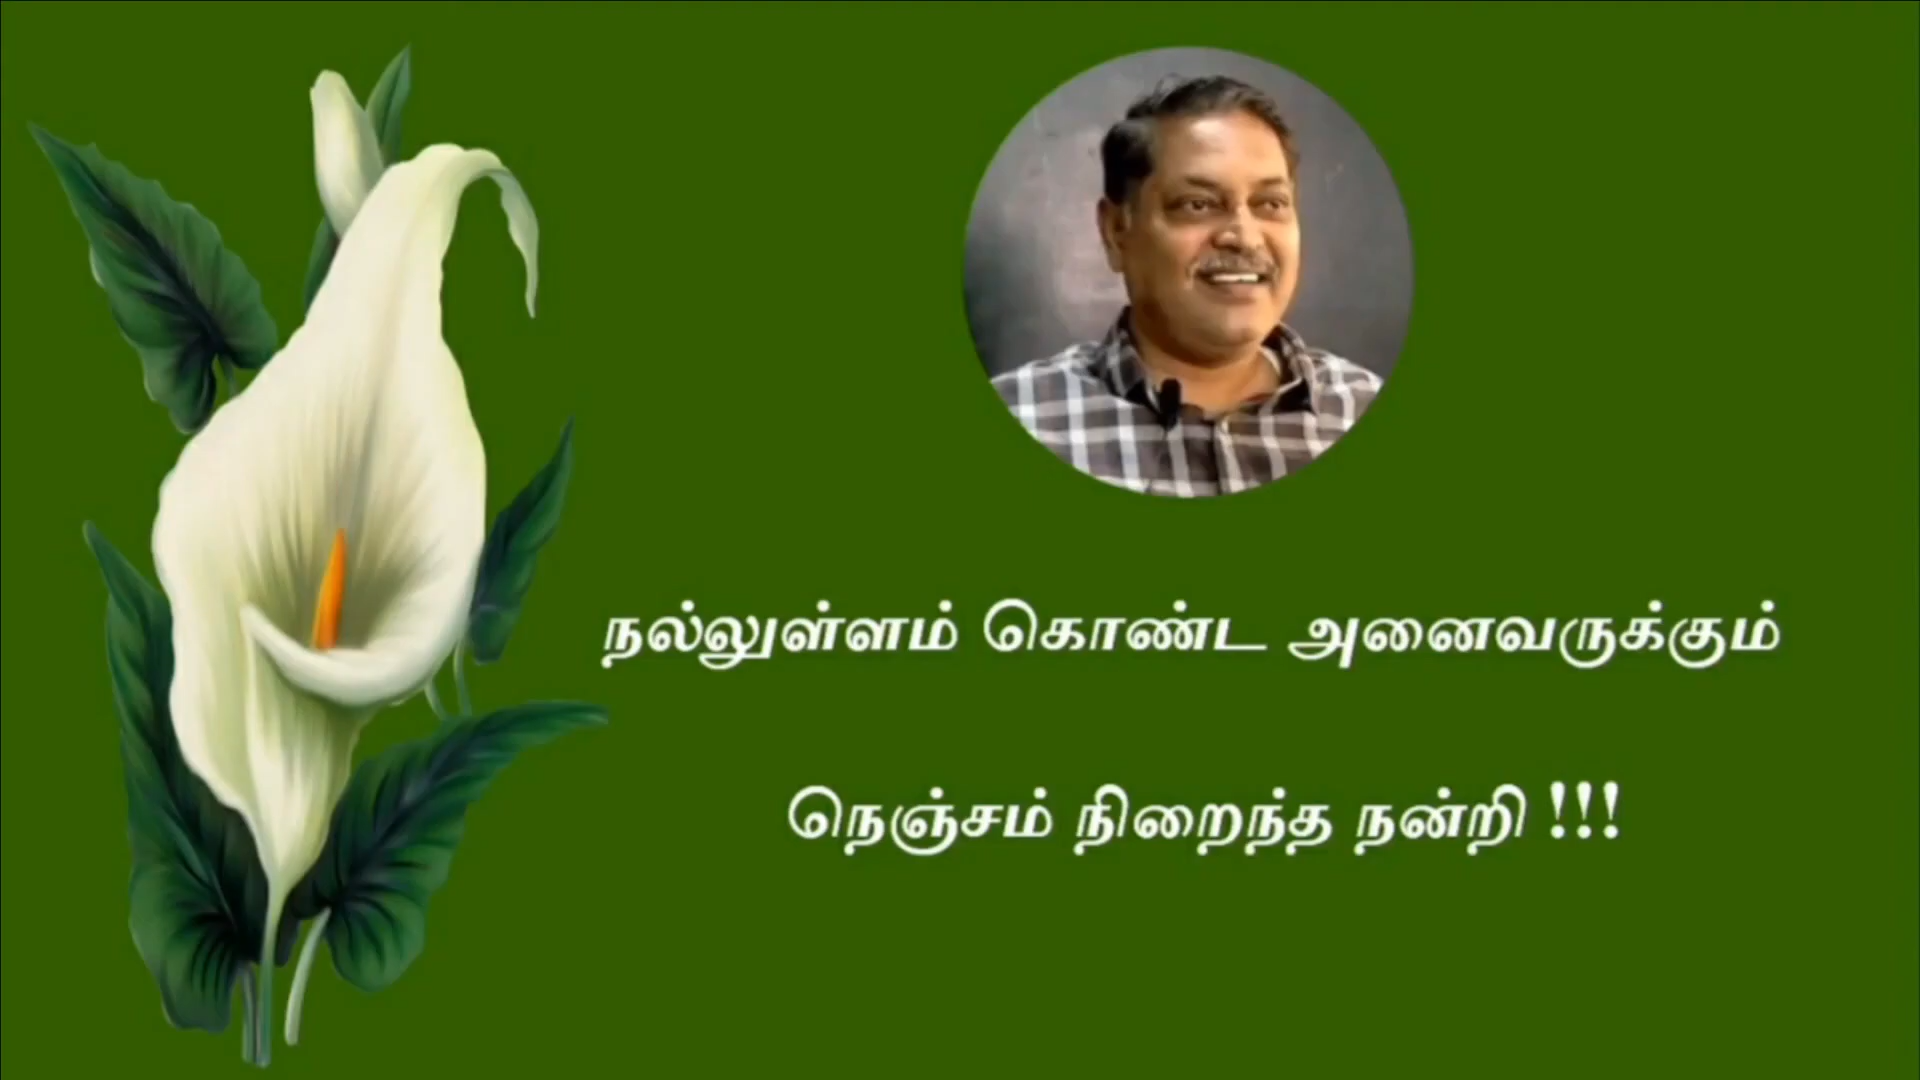 நல்லுள்ளம் கொண்ட அனைவருக்கும்
நெஞ்சம் நிறைந்த நன்றி !!!